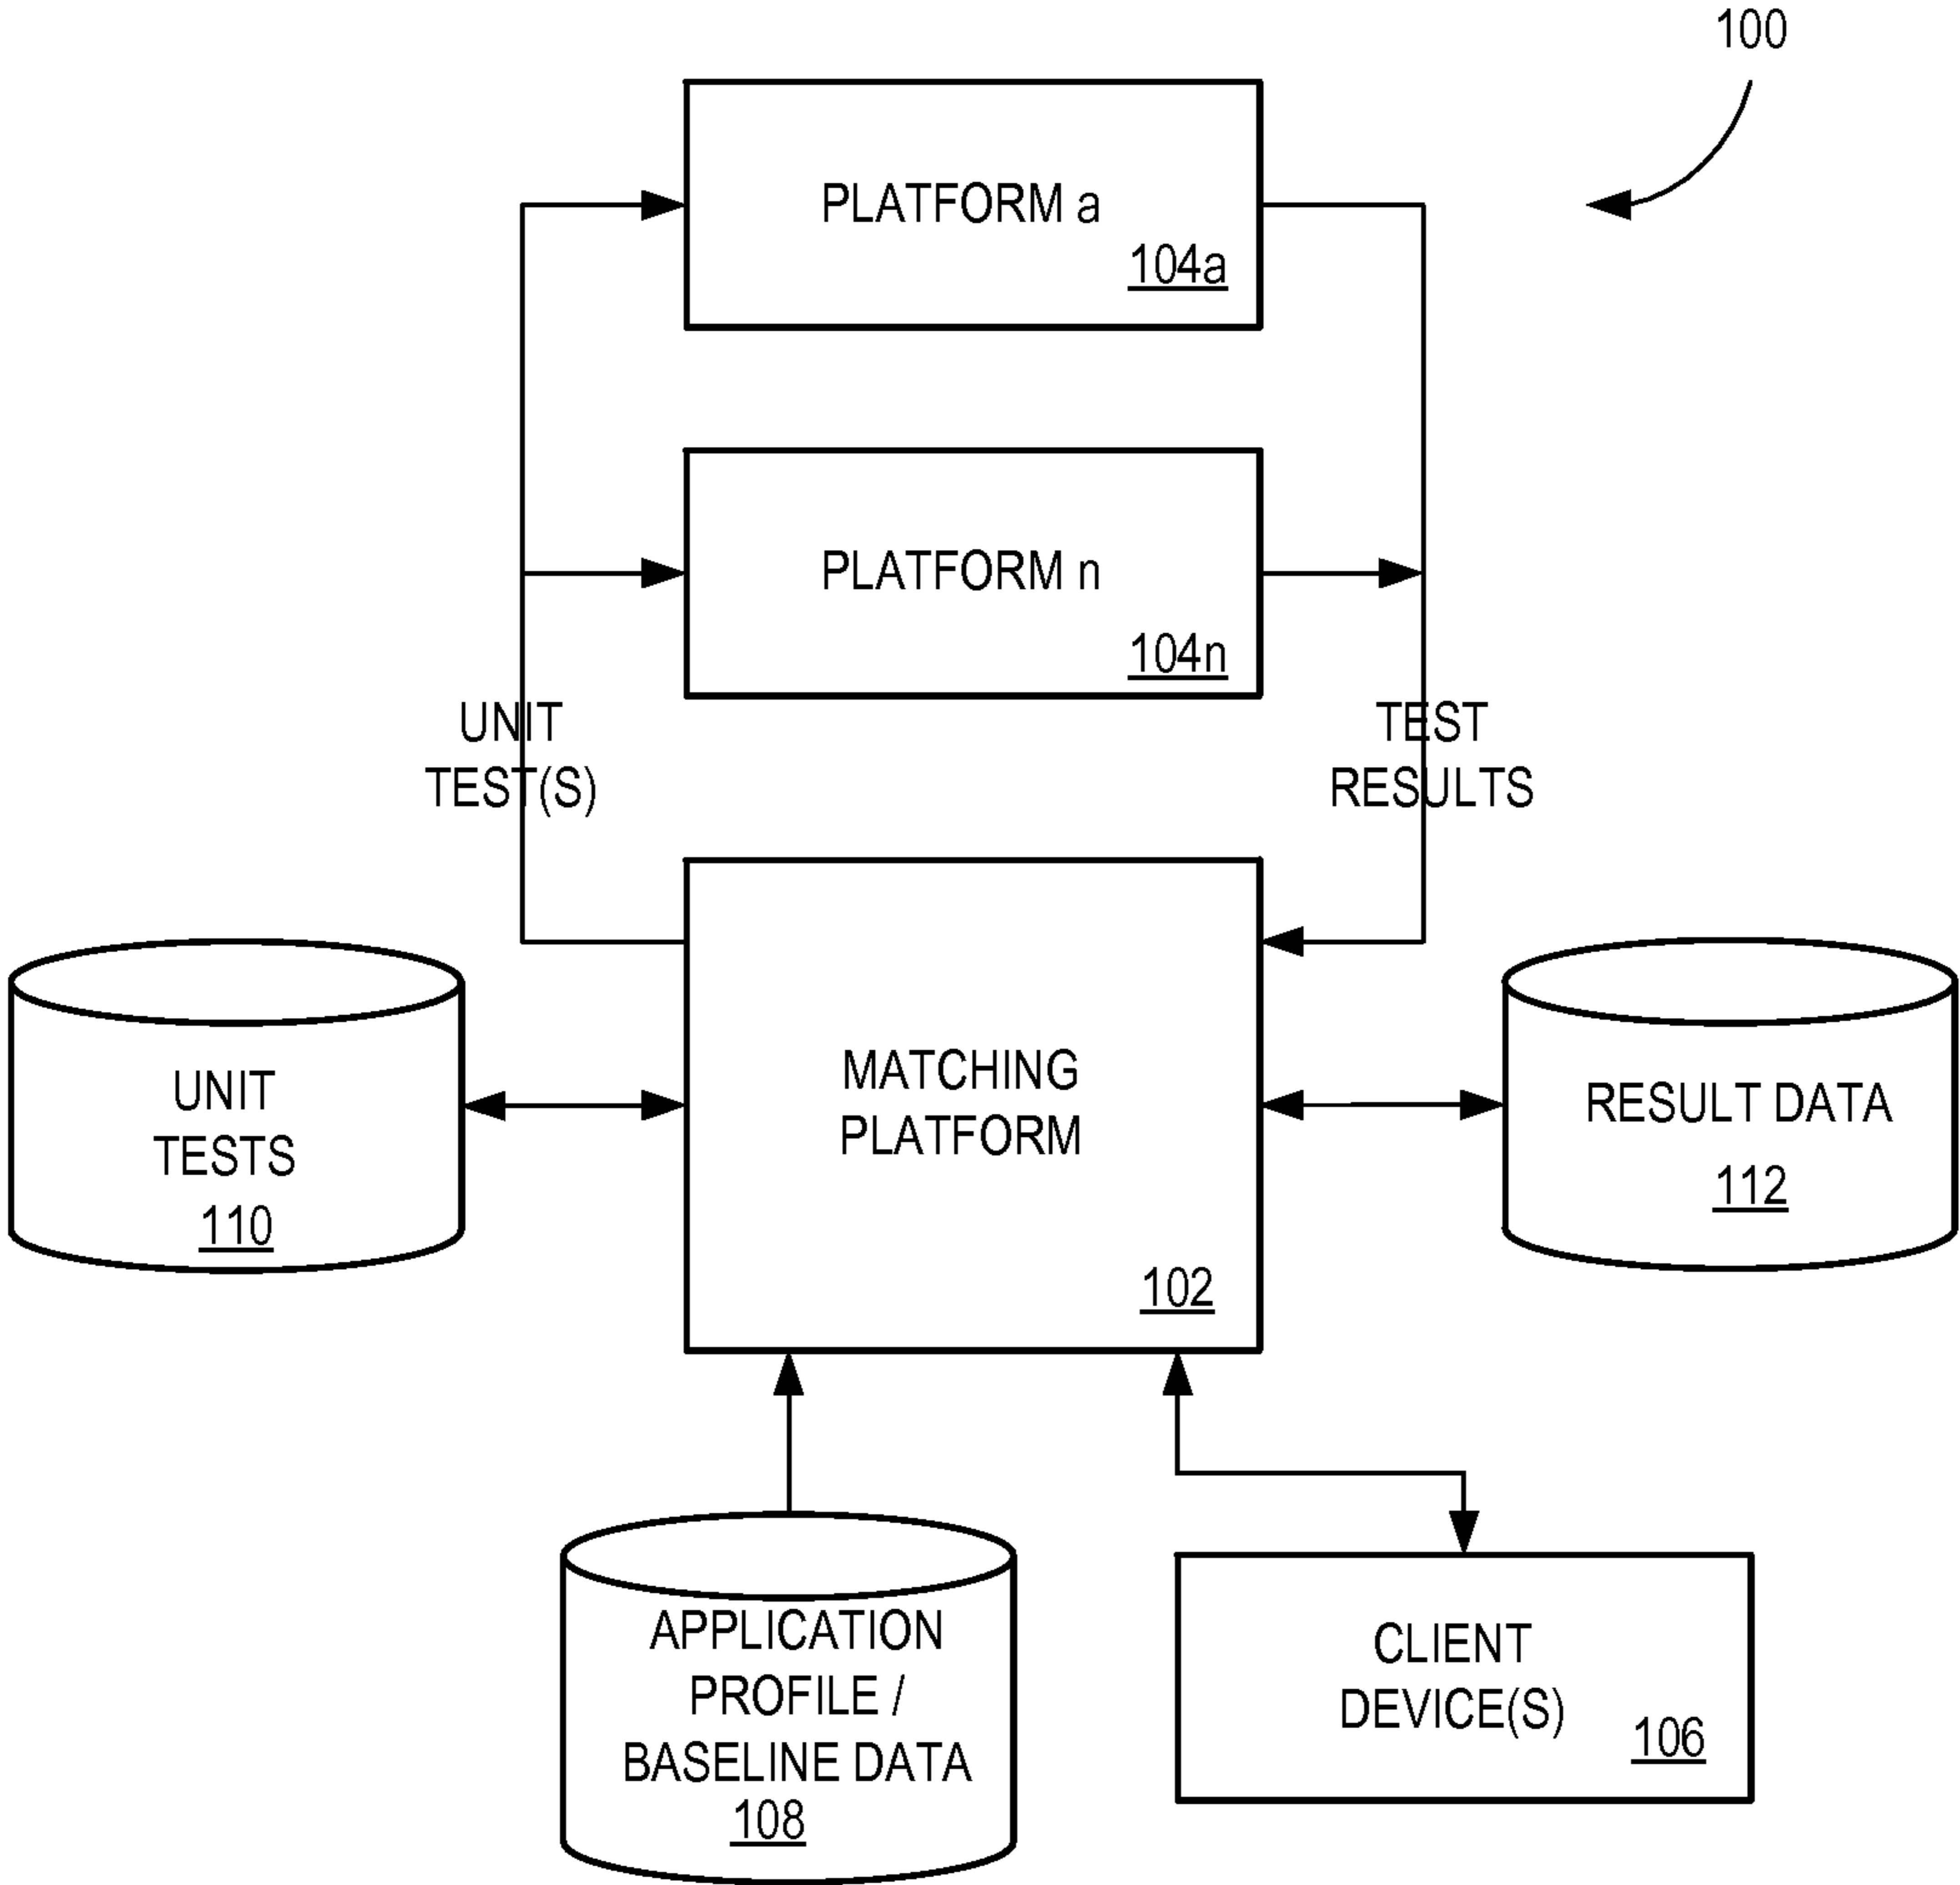 100
PLATFORM a
104a
PLATFORM n
104n
UNIT
TEST(S)
TEST
RESULTS
UNIT
TESTS
110
MATCHING
PLATFORM
102
RESULT DATA
112
APPLICATION
PROFILE /
BASELINE DATA
108
CLIENT
DEVICE(S)
106